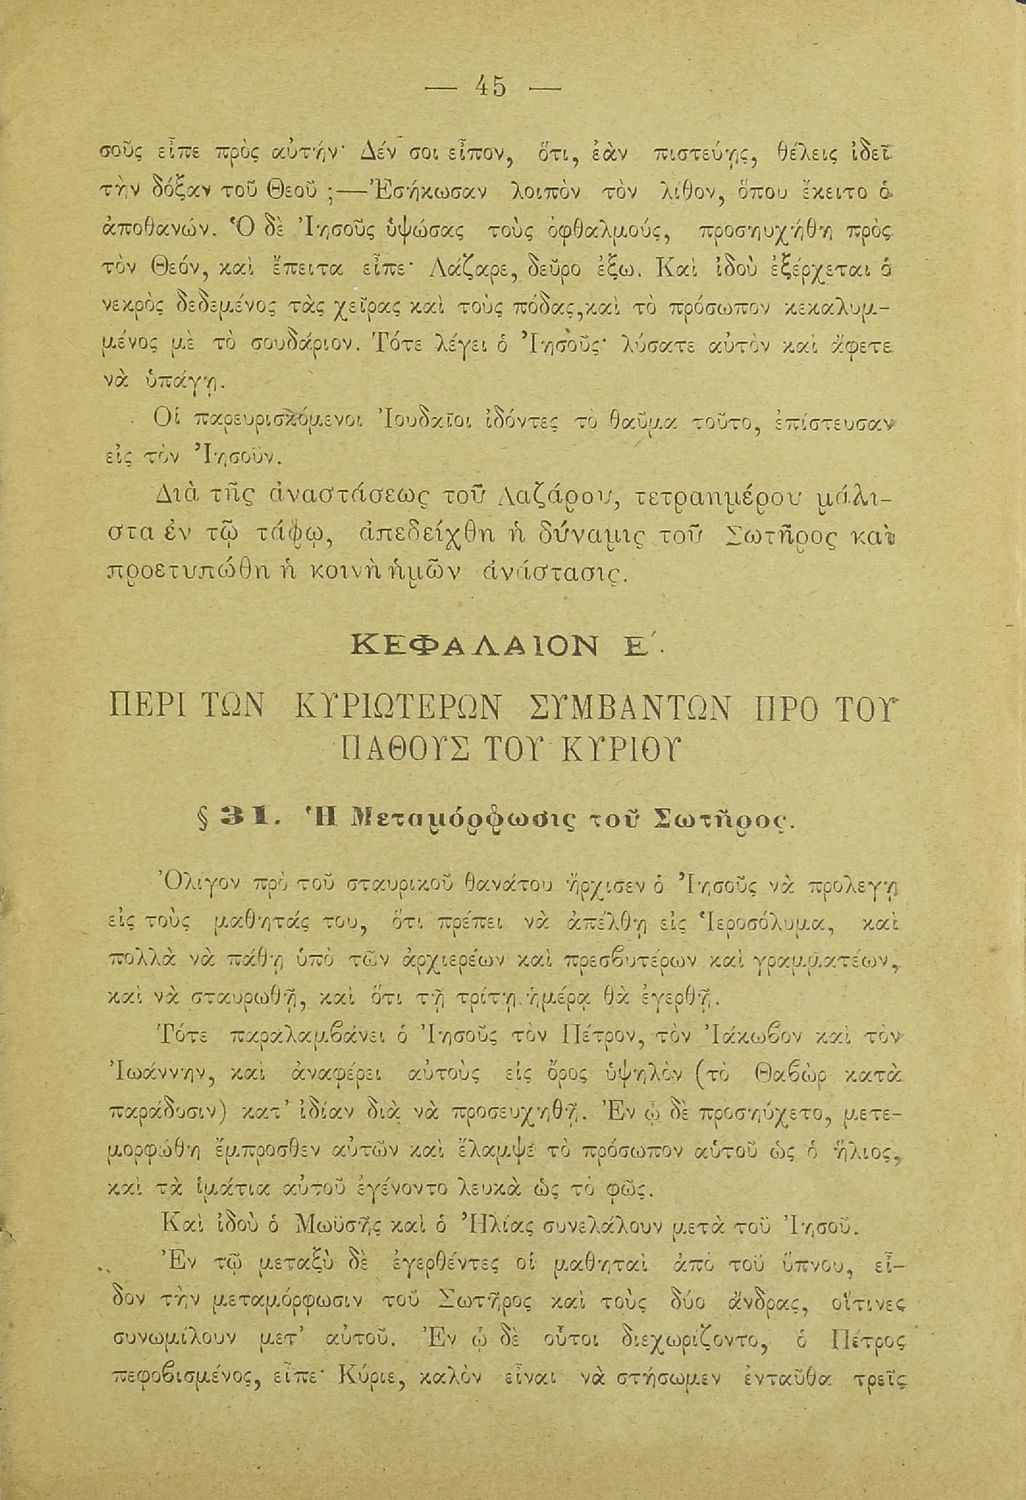 — 45 —
σοῦς εἶπε πρὸς αὐτήν· Δέν σοι εἶπον, ὅτι, ἐὰν πιστεύῃς, θέλεις ἰδεῖ
τὴν δόξαν τοῦ Θεοῦ ;—Ἐσήκωσαν λοιπὸν τὸν λίθον, ὅπου ἔκειτο ὁ
ἀποθανών. Ὁ δὲ Ἰησοῦς ὑψώσας τοὺς ὀφθαλμούς, προσηυχήθη πρὸς
τὸν Θεόν, καὶ ἔπειτα εἶπε· Λάζαρε, δεῦρο ἔξω. Καὶ ἰδοὺ ἐξέρχεται ὁ
νεκρὸς δεδεμένος τὰς χεῖρας καὶ τοὺς πόδας,καὶ τὸ πρόσωπον κεκαλυμ-
μένος μὲ τὸ σουδάριον. Τότε λέγει ὁ Ἰησοῦς· λύσατε αὐτὸν καὶ ἄφετε
νὰ ὑπάγῃ.
Οἱ παρευρισκόμενοι Ἰουδαῖοι ἰδόντες τὸ θαῦμα τοῦτο, ἐπίστευσαν
εἰς τὸν Ἰησοῦν.
Διὰ τῆς ἀναστάσεως τοῦ Λαζάρου, τετραημέρου μάλι-
στα ἐν τῷ τάφῳ, ἀπεδείχθη ἡ δύναμις τοῦ Σωτῆρος καὶ
προετυπώθη ἡ κοινὴ ἡμῶν ἀνάστασις.
ΚΕΦΑΛΑΙΟΝ Ε΄.
ΠΕΡΙ ΤΩΝ ΚΥΡΙΩΤΕΡΩΝ ΣΥΜΒΑΝΤΩΝ ΠΡΟ ΤΟΥ
ΠΑΘΟΥΣ ΤΟΥ ΚΥΡΙΟΥ
§ 31. Ἡ Μεταμόρφωσις τοῦ Σωτῆρος.
Ὀλίγον πρὸ τοῦ σταυρικοῦ θανάτου ἤρχισεν ὁ Ἰησοῦς νὰ προλέγῃ
εἰς τοὺς μαθητάς του, ὅτι πρέπει νὰ ἀπέλθῃ εἰς Ἱεροσόλυμα, καὶ
πολλὰ νὰ πάθῃ ὑπὸ τῶν ἀρχιερέων καὶ πρεσβυτέρων καὶ γραμματέων,
καὶ νὰ σταυρωθῇ, καὶ ὅτι τῇ τρίτῃ ἡμέρᾳ θὰ ἐγερθῇ.
Τότε παραλαμβάνει ὁ Ἰησοῦς τὸν Πέτρον, τὸν Ἰάκωβον καὶ τὸν
Ἰωάννην, καὶ ἀναφέρει αὐτοὺς εἰς ὄρος ὑψηλὸν (τὸ Θαβὼρ κατὰ
παράδοσιν) κατ’ ἰδίαν διὰ νὰ προσευχηθῇ. Ἐν ᾧ δὲ προσηύχετο, μετε-
μορφώθη ἔμπροσθεν αὐτῶν καὶ ἔλαμψε τὸ πρόσωπον αὐτοῦ ὡς ὁ ἥλιος,
καὶ τὰ ἱμάτια αὐτοῦ ἐγένοντο λευκὰ ὡς τὸ φῶς.
Καὶ ἰδοὺ ὁ Μωϋσῆς καὶ ὁ Ἠλίας συνελάλουν μετὰ τοῦ Ἰησοῦ.
Ἐν τῷ μεταξὺ δὲ ἐγερθέντες οἱ μαθηταὶ ἀπὸ τοῦ ὕπνου, εἶ-
δον τὴν μεταμόρφωσιν τοῦ Σωτῆρος καὶ τοὺς δύο ἄνδρας, οἵτινες
συνωμίλουν μετ’ αὐτοῦ. Ἐν ᾧ δὲ οὗτοι διεχωρίζοντο, ὁ Πέτρος
πεφοβισμένος, εἶπε· Κύριε, καλὸν εἶναι νὰ στήσωμεν ἐνταῦθα τρεῖς